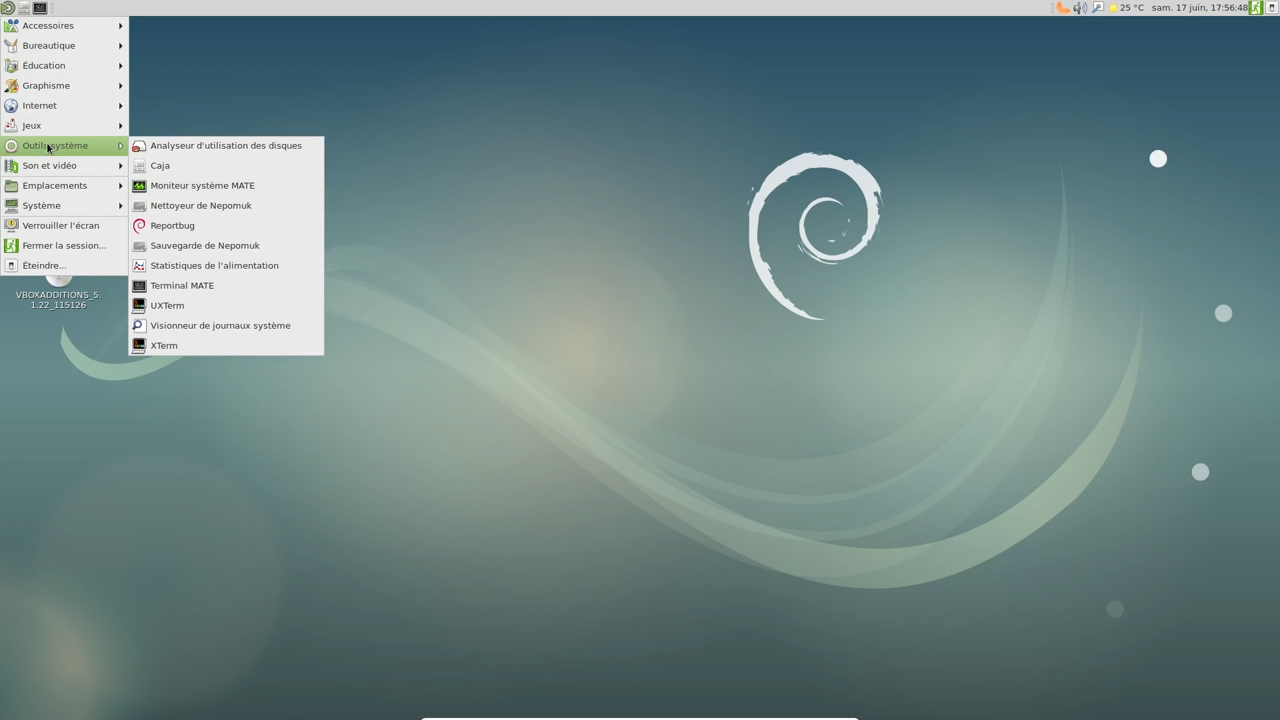 25 °C
sam. 17 juin, 17:56:48
Accessoires
Bureautique
Éducation
Graphisme
Internet
Jeux
Outils système
Son et vidéo
Emplacements
Système
Verrouiller l'écran
Fermer la session...
Éteindre...
Analyseur d'utilisation des disques
Caja
Moniteur système MATE
Nettoyeur de Nepomuk
Reportbug
Sauvegarde de Nepomuk
Statistiques de l'alimentation
Terminal MATE
UXTerm
Visionneur de journaux système
XTerm
VBOXADDITIONS_5.
1.22_115126